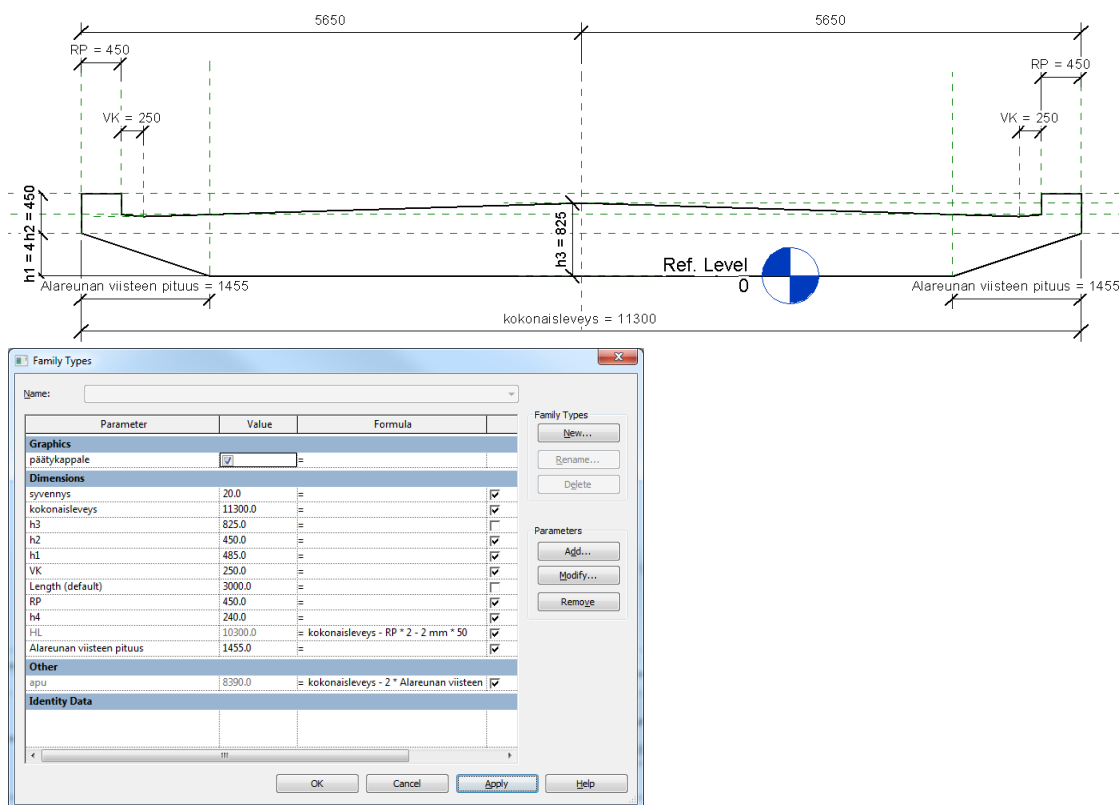 5650 5650
RP = 450
RP = 450
VK = 250
VK = 250
h2 = 450
h1 = 4
h3 = 825
Ref. Level
0
Alareunan viisteen pituus = 1455
Alareunan viisteen pituus = 1455
kokonaisleveys = 11300
Family Types
Name:
Parameter Value Formula
Graphics
päätykappale =
Dimensions
syvennys 20.0 =
kokonaisleveys 11300.0 =
h3 825.0 =
h2 450.0 =
h1 485.0 =
VK 250.0 =
Length (default) 3000.0 =
RP 450.0 =
h4 240.0 =
HL 10300.0 = kokonaisleveys - RP * 2 - 2 mm * 50
Alareunan viisteen pituus 1455.0 =
Other
apu 8390.0 = kokonaisleveys - 2 * Alareunan viisteen
Identity Data
Family Types
New...
Rename...
Delete
Parameters
Add...
Modify...
Remove
OK Cancel Apply Help